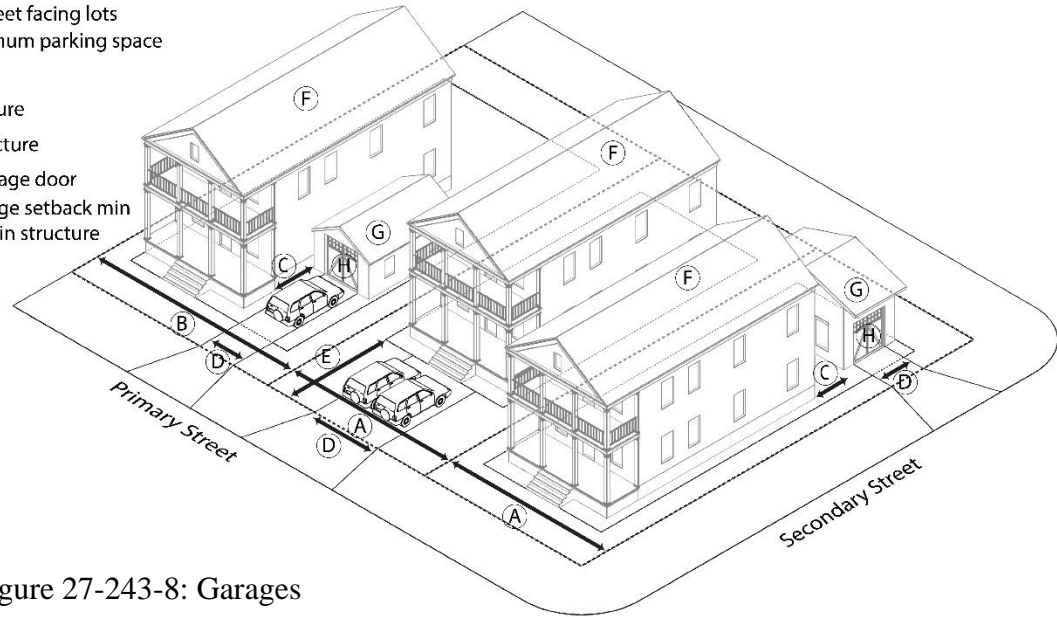 eet facing lots
num parking space
ure
cture
age door
ge setback min
in structure
F
F
G
C
H
F
G
B
D
E
H
C
D
Primary Street
A
D
A
Secondary Street
gure 27-243-8: Garages